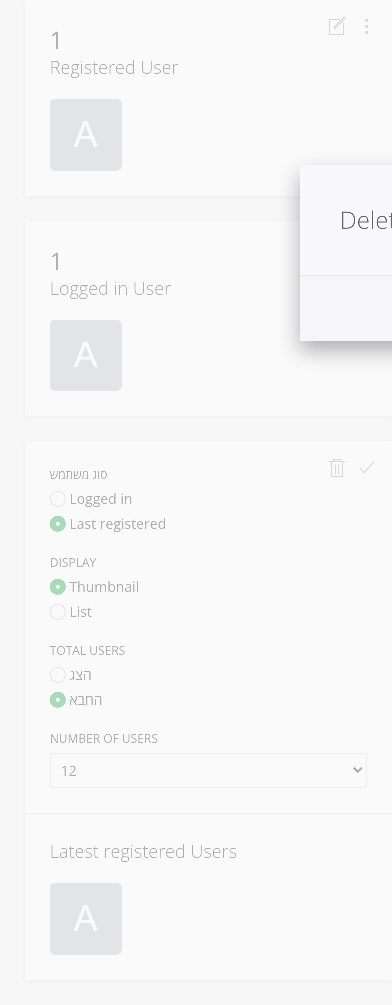 1
Registered User
A
Delet
1
Logged in User
A
סוג משתמש
Logged in
Last registered
DISPLAY
Thumbnail
List
TOTAL USERS
הצג
החבא
NUMBER OF USERS
12
Latest registered Users
A